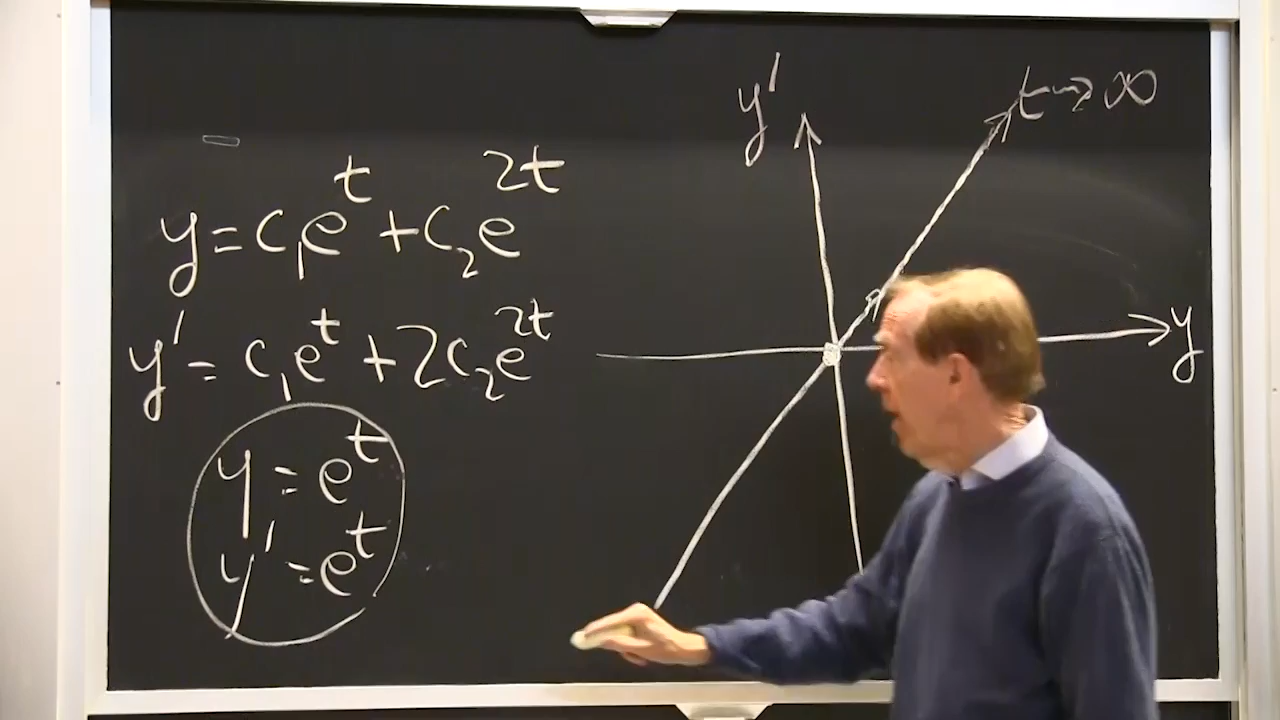 y = c₁e^t + c₂e^2t
y' = c₁e^t + 2c₂e^2t
y = e^t
y' = e^t
y'
t → ∞
y